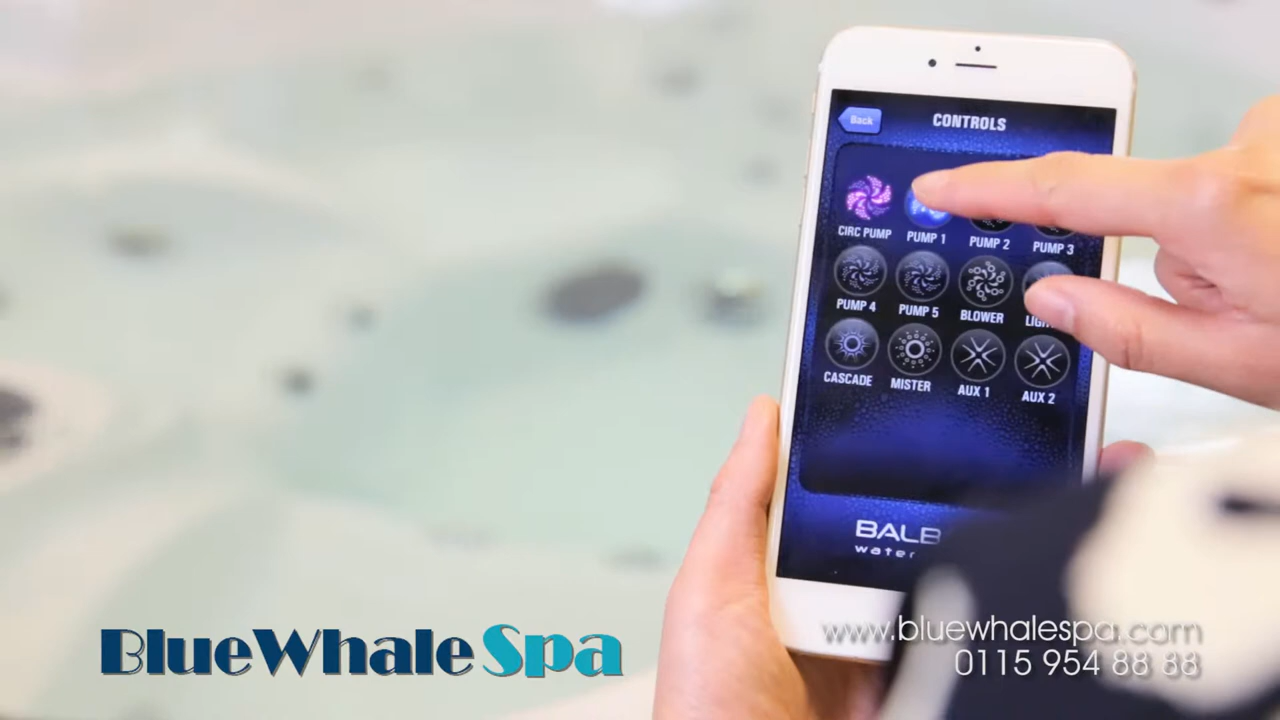 Back
CONTROLS
CIRC PUMP
PUMP 1
PUMP 2
PUMP 3
PUMP 4
PUMP 5
BLOWER
CASCADE
MISTER
AUX 1
AUX 2
water
BlueWhale Spa
www.bluewhalespa.com
0115 954 88 88